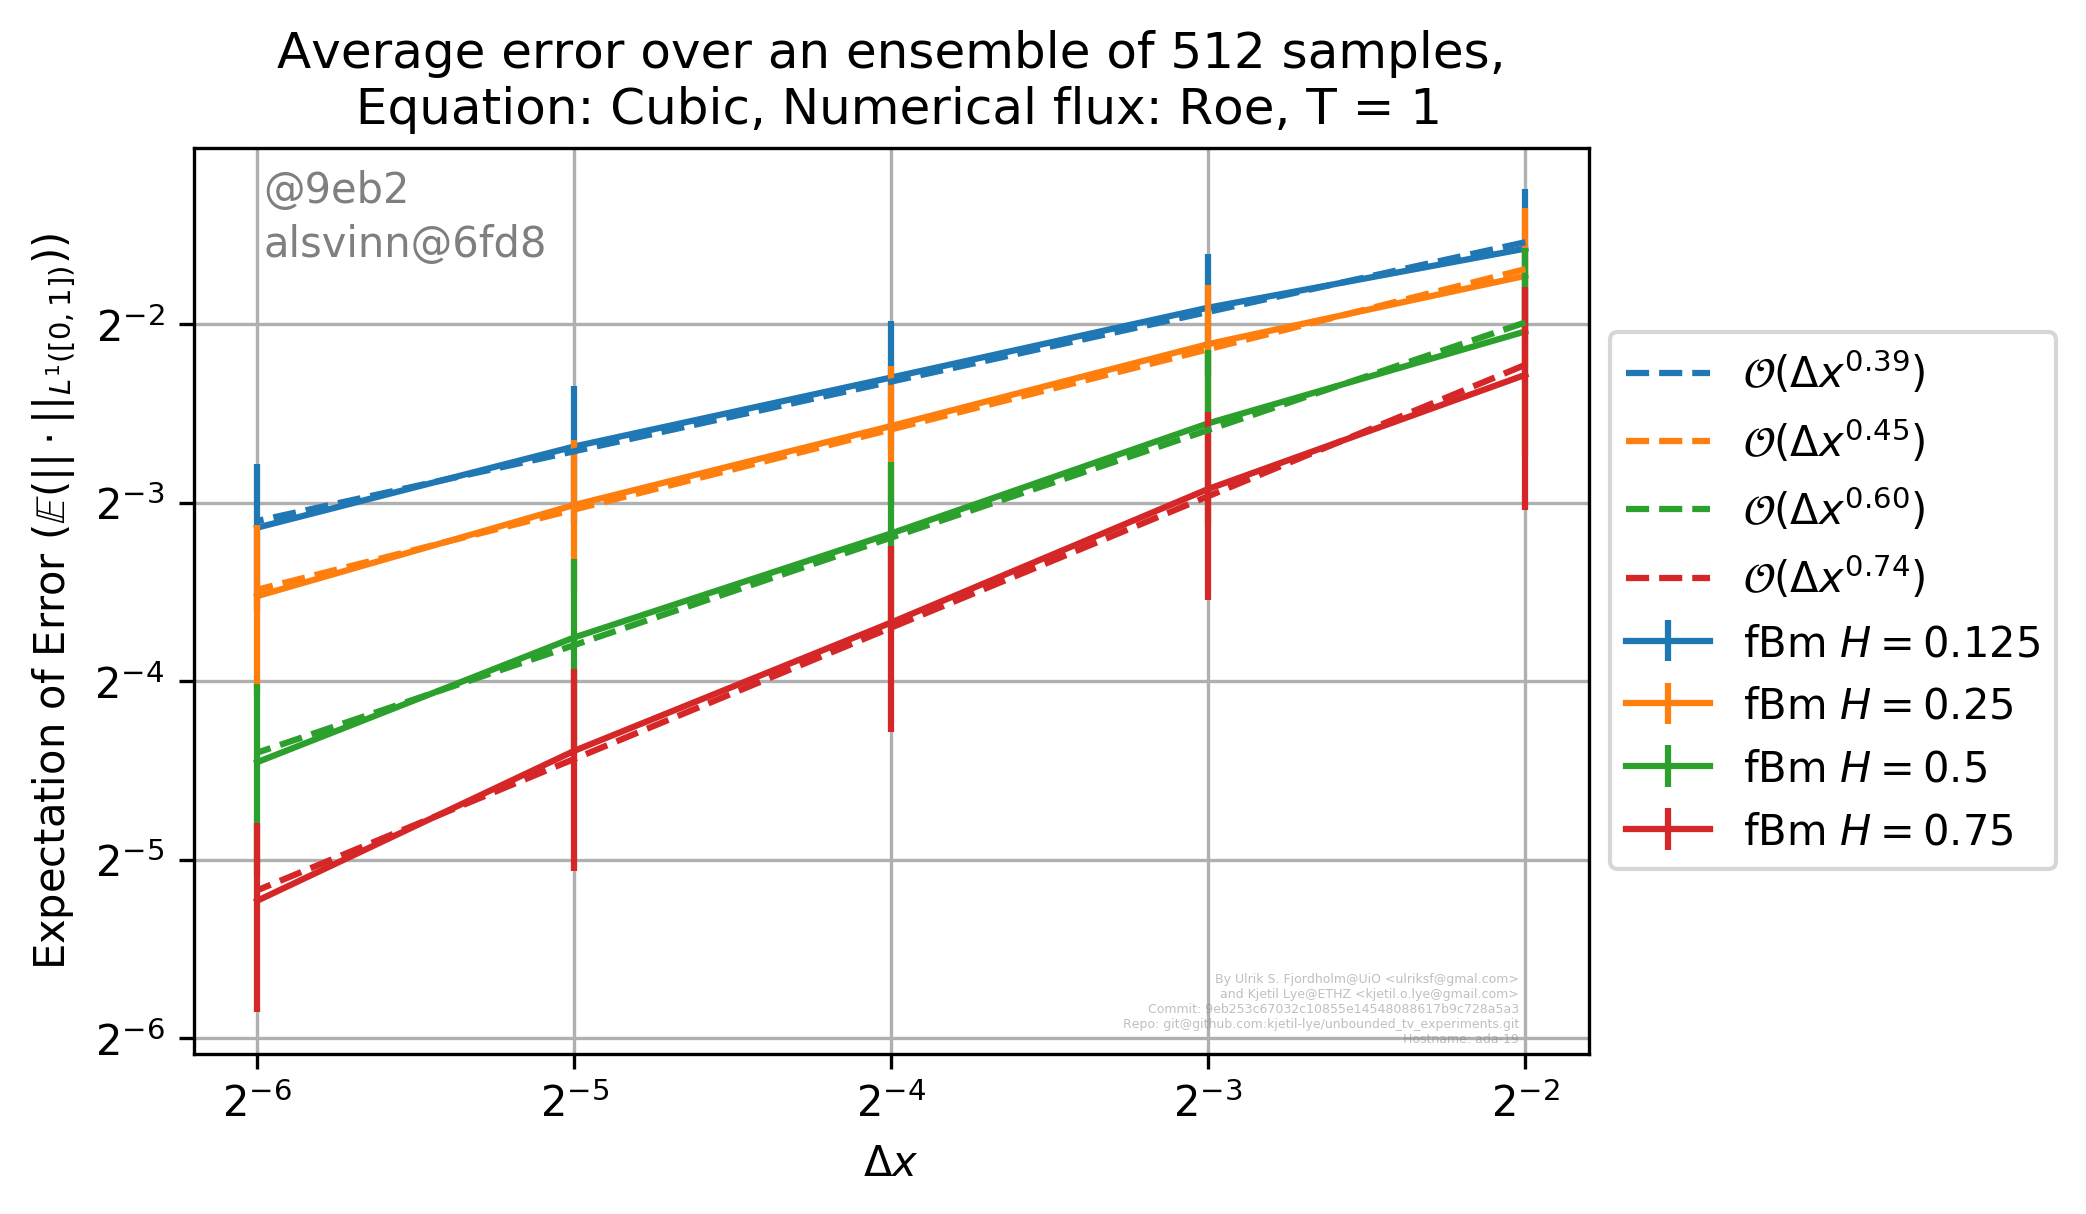 Average error over an ensemble of 512 samples,
Equation: Cubic, Numerical flux: Roe, T = 1
@9eb2
alsvinn@6fd8
Expectation of Error (𝔼(||·||_{L¹([0,1])}))
2⁻²
2⁻³
2⁻⁴
2⁻⁵
2⁻⁶
By Ulrik S. Fjordholm@UiO <ulriksf@gmal.com>
and Kjetil Lye@ETHZ <kjetil.o.lye@gmail.com>
Commit: 9eb253c67032c10855e14548088617b9c728a5a3
Repo: git@github.com:kjetil-lye/unbounded_tv_experiments.git
Hostname: ada-19
2⁻⁶ 2⁻⁵ 2⁻⁴ 2⁻³ 2⁻²
Δx
𝒪(Δx^{0.39})
𝒪(Δx^{0.45})
𝒪(Δx^{0.60})
𝒪(Δx^{0.74})
fBm H = 0.125
fBm H = 0.25
fBm H = 0.5
fBm H = 0.75